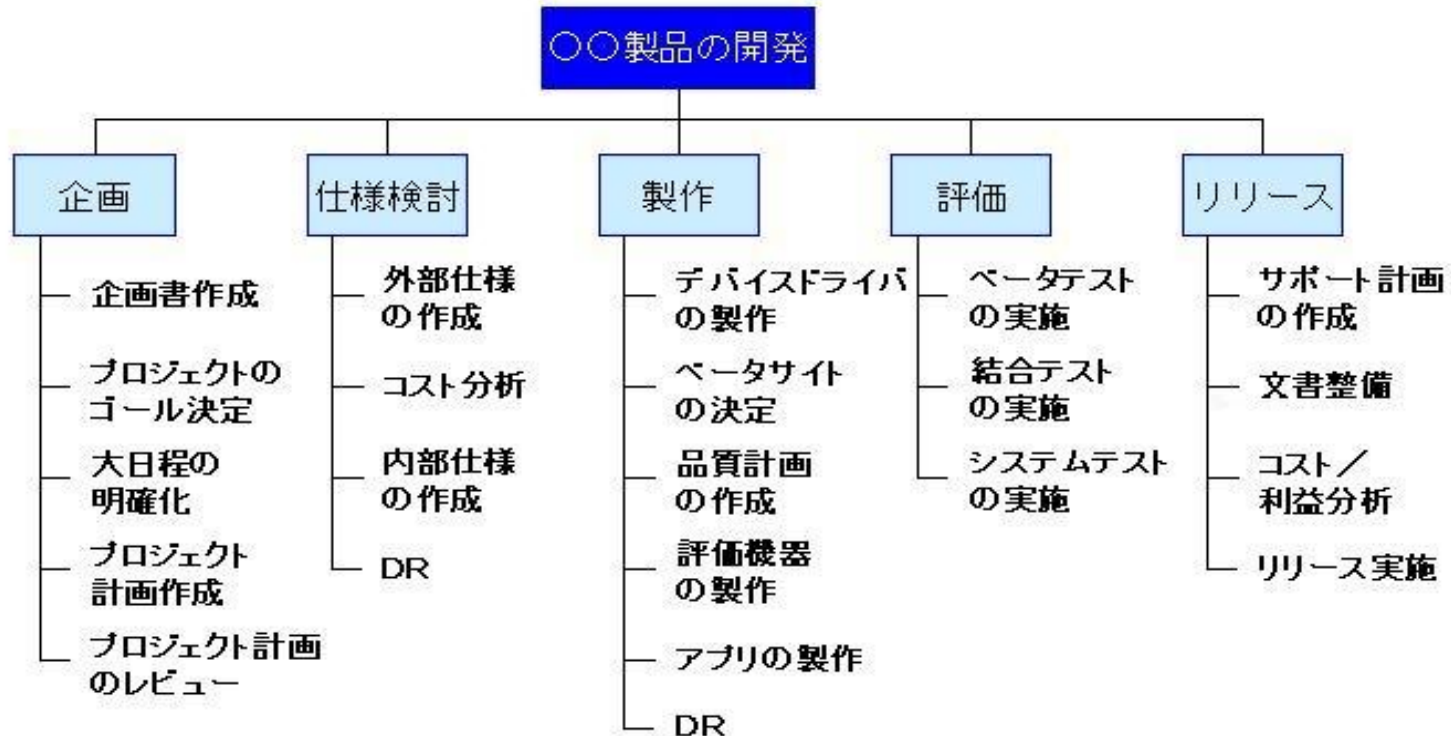 ○○製品の開発
企画
企画書作成
プロジェクトの
ゴール決定
大日程の
明確化
プロジェクト
計画作成
プロジェクト計画
のレビュー
仕様検討
外部仕様
の作成
コスト分析
内部仕様
の作成
DR
製作
デバイスドライバ
の製作
ベータサイト
の決定
品質計画
の作成
評価機器
の製作
アプリの製作
DR
評価
ベータテスト
の実施
結合テスト
の実施
システムテスト
の実施
リリース
サポート計画
の作成
文書整備
コスト／
利益分析
リリース実施